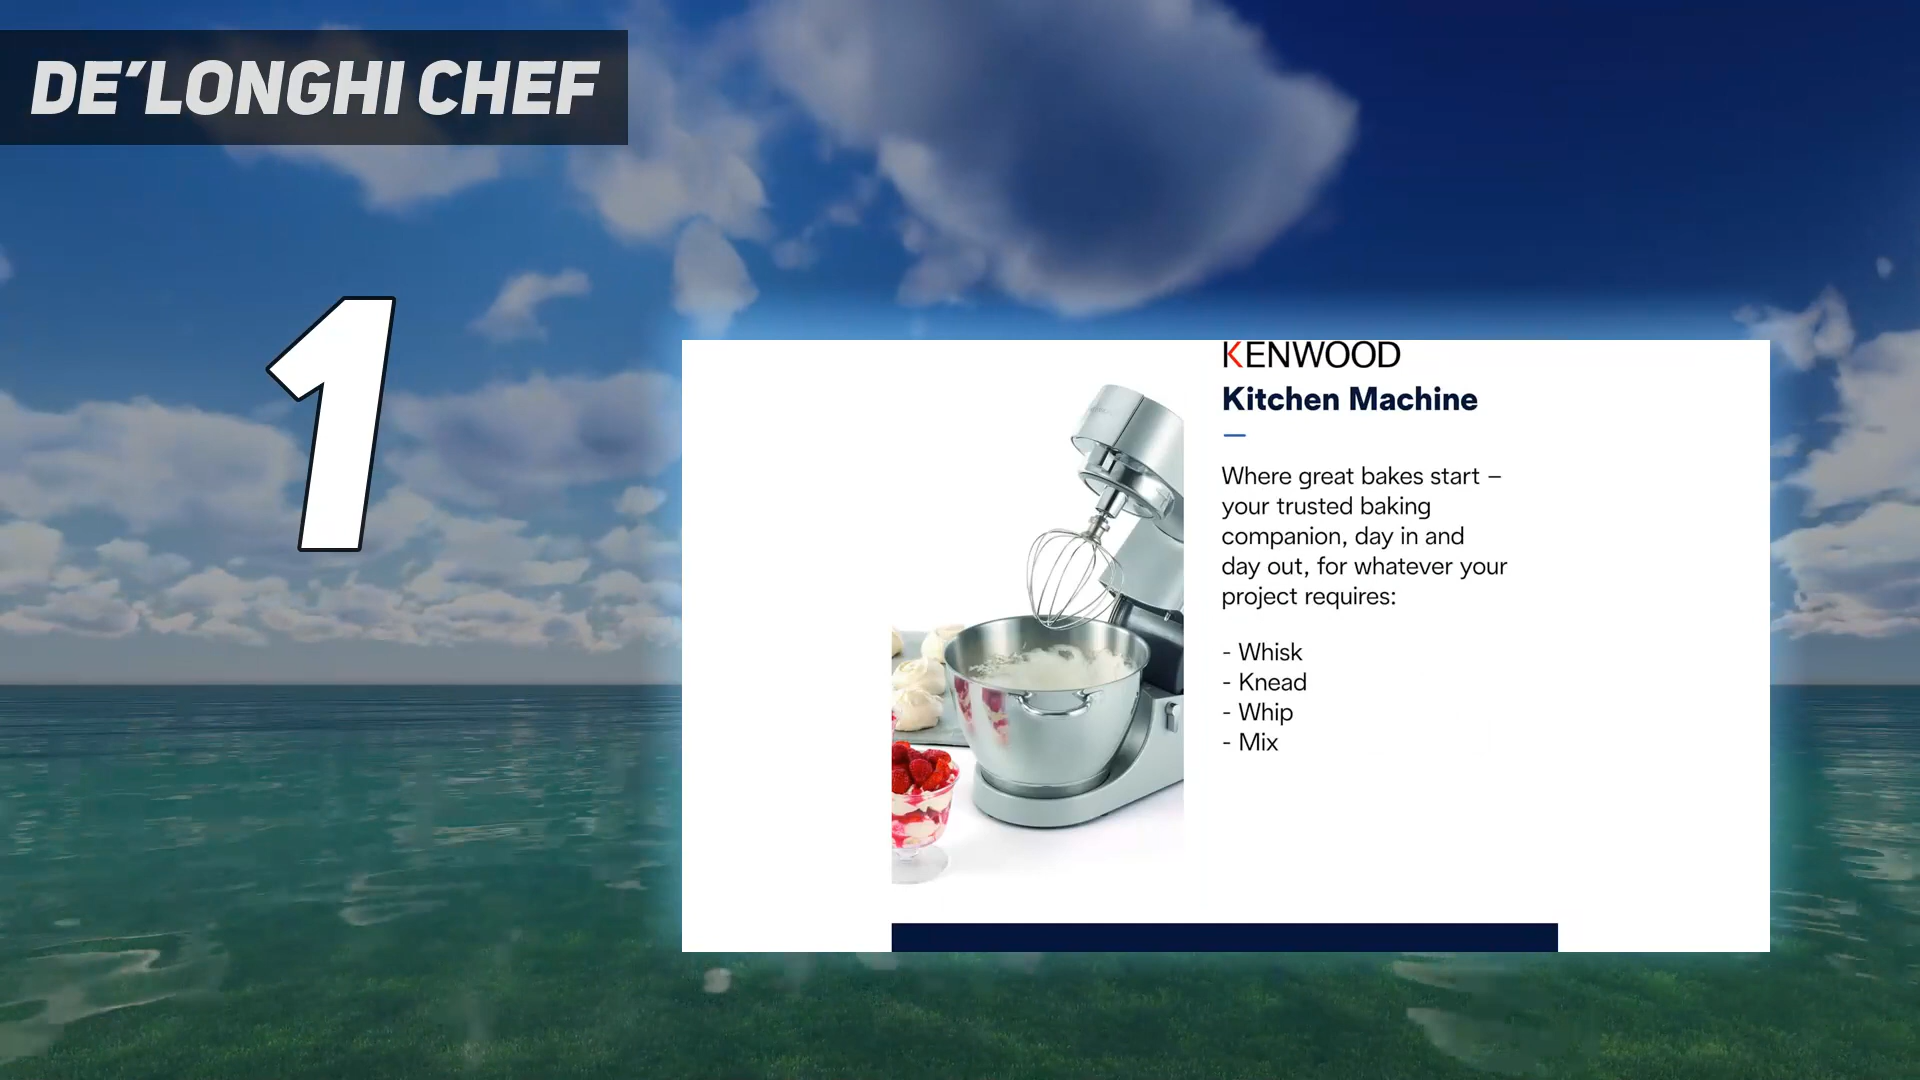 DE’LONGHI CHEF
1
KENWOOD
Kitchen Machine
Where great bakes start –
your trusted baking
companion, day in and
day out, for whatever your
project requires:
- Whisk
- Knead
- Whip
- Mix